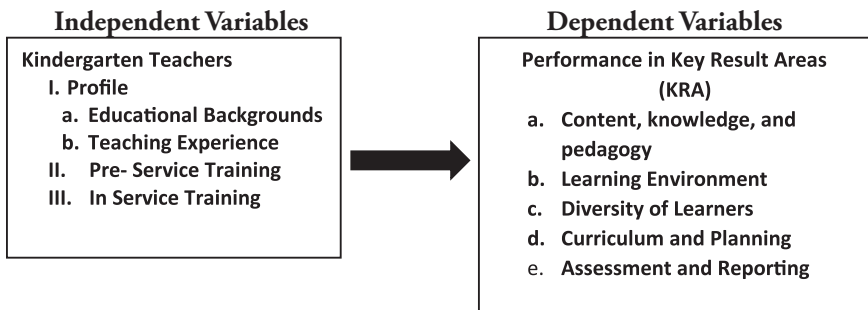 Independent Variables
Kindergarten Teachers
I. Profile
a. Educational Backgrounds
b. Teaching Experience
II. Pre- Service Training
III. In Service Training
Dependent Variables
Performance in Key Result Areas
(KRA)
a. Content, knowledge, and
pedagogy
b. Learning Environment
c. Diversity of Learners
d. Curriculum and Planning
e. Assessment and Reporting